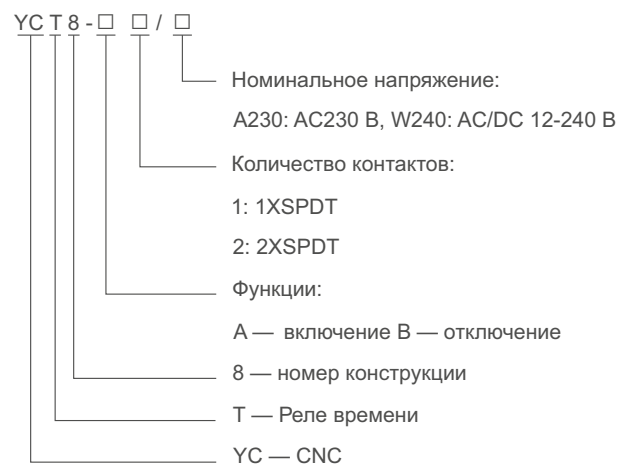 YC T 8 - □ □ / □
Номинальное напряжение:
A230: AC230 В, W240: AC/DC 12-240 В
Количество контактов:
1: 1XSPDT
2: 2XSPDT
Функции:
A — включение B — отключение
8 — номер конструкции
T — Реле времени
YC — CNC